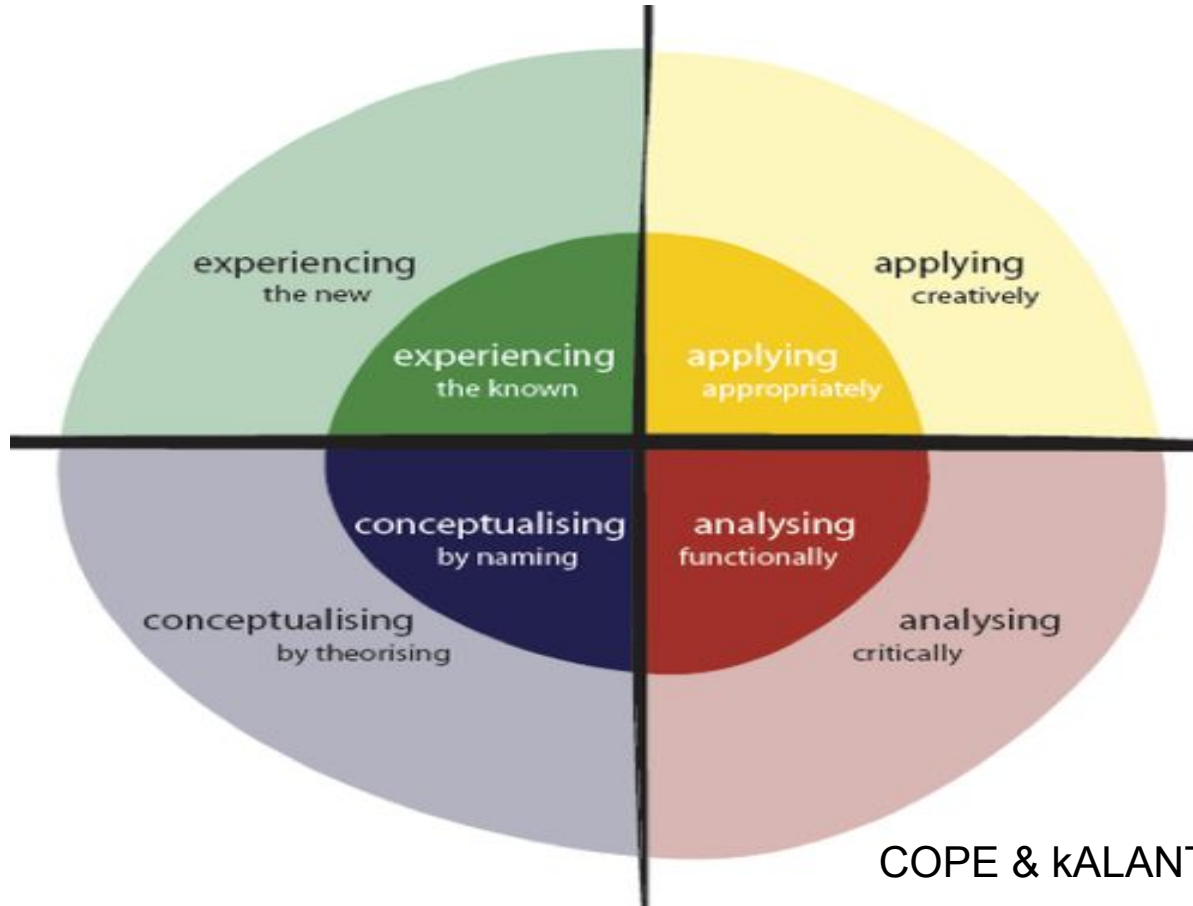 experiencing
the new
applying
creatively
experiencing
the known
applying
appropriately
conceptualising
by naming
analysing
functionally
conceptualising
by theorising
analysing
critically
COPE & kALANT